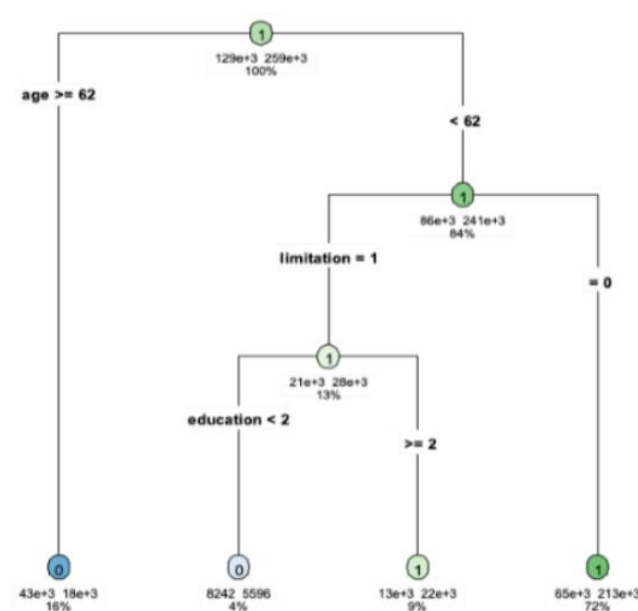 1
129e+3 259e+3
100%
age >= 62
< 62
1
86e+3 241e+3
84%
limitation = 1
= 0
1
21e+3 28e+3
13%
education < 2
>= 2
0
43e+3 18e+3
16%
0
8242 5596
4%
1
13e+3 22e+3
9%
1
65e+3 213e+3
72%